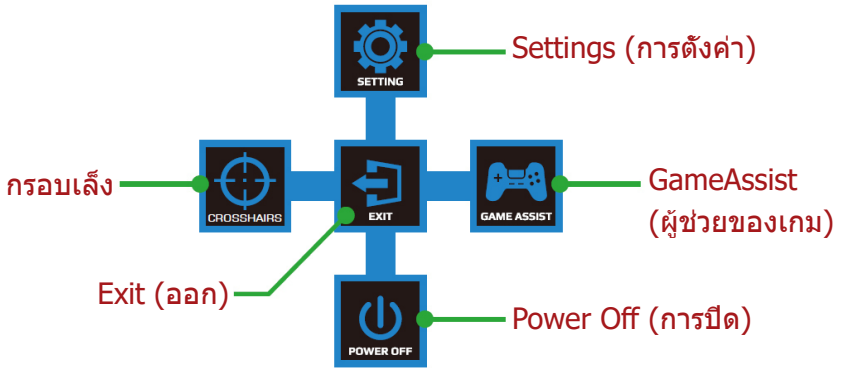 SETTING
Settings (การตั้งค่า)
กรอบเล็ง
CROSSHAIRS
EXIT
GAME ASSIST
GameAssist
(ผู้ช่วยของเกม)
Exit (ออก)
POWER OFF
Power Off (การปิด)